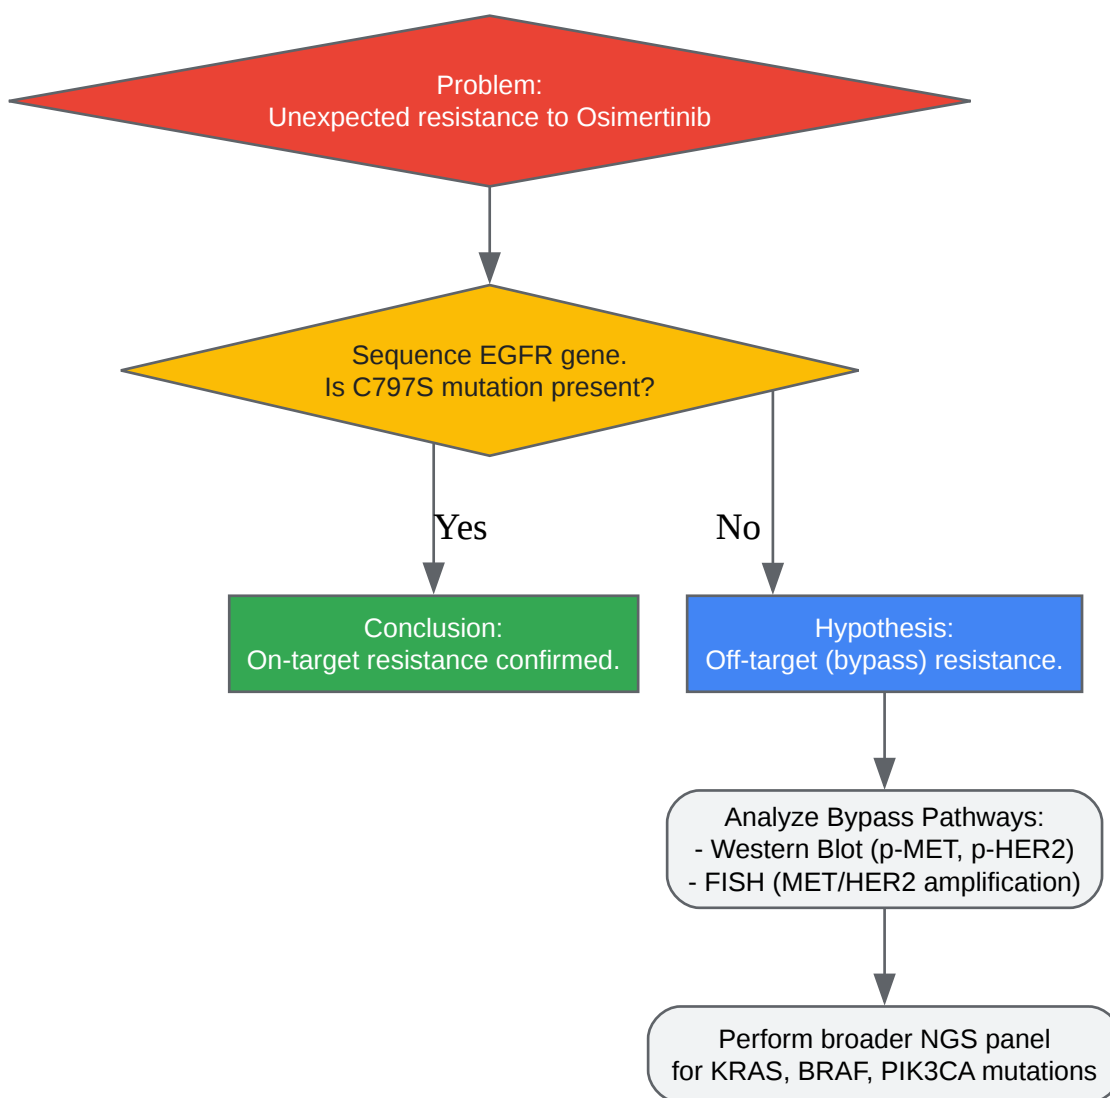 Problem:
Unexpected resistance to Osimertinib
Sequence EGFR gene.
Is C797S mutation present?
Yes
No
Conclusion:
On-target resistance confirmed.
Hypothesis:
Off-target (bypass) resistance.
Analyze Bypass Pathways:
- Western Blot (p-MET, p-HER2)
- FISH (MET/HER2 amplification)
Perform broader NGS panel
for KRAS, BRAF, PIK3CA mutations